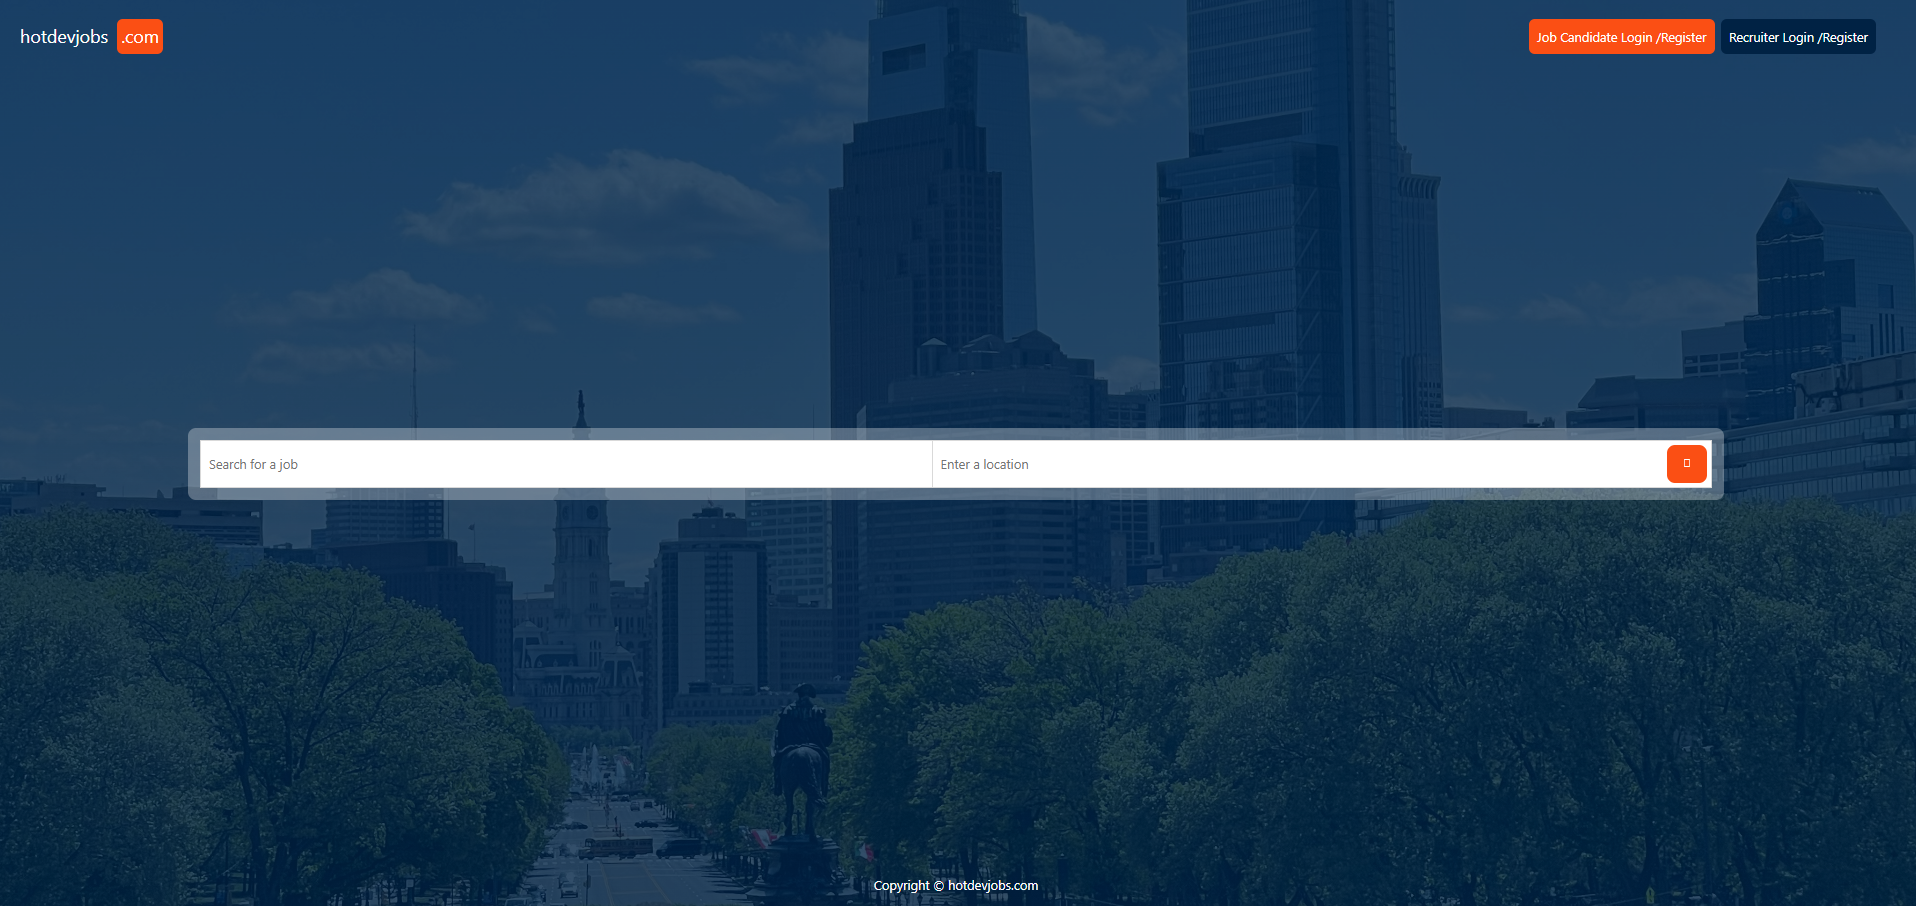 hotdevjobs .com
Job Candidate Login /Register
Recruiter Login /Register
Search for a job
Enter a location
Copyright © hotdevjobs.com